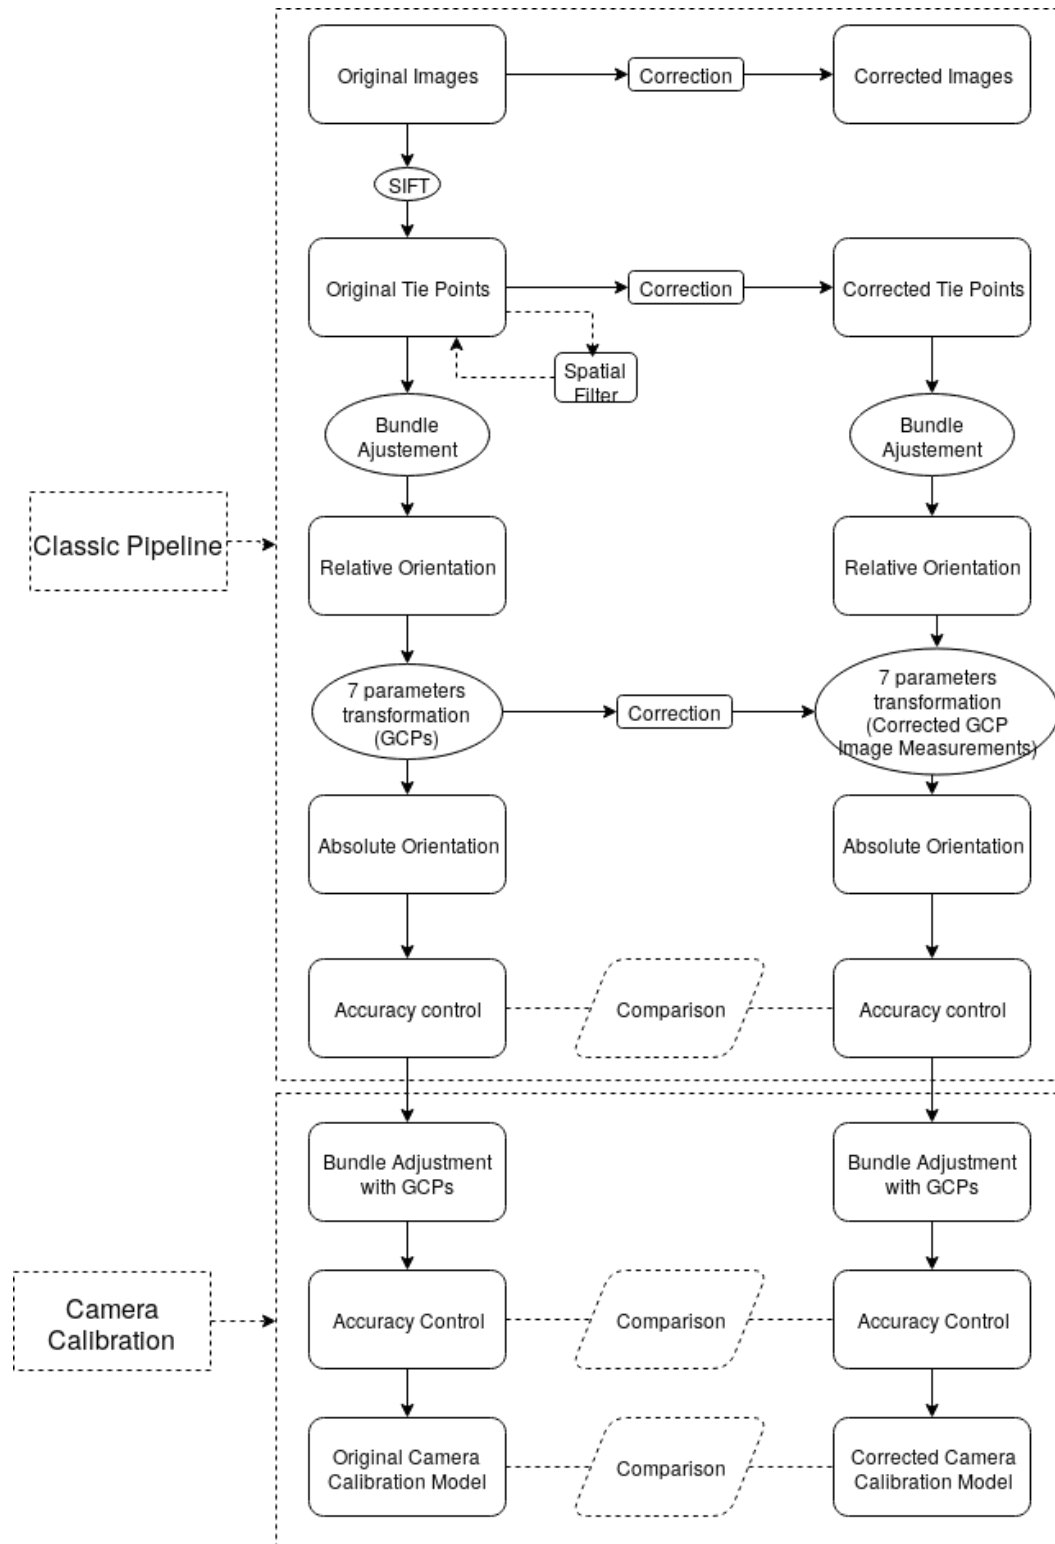 Original Images
Correction
Corrected Images
SIFT
Original Tie Points
Correction
Corrected Tie Points
Spatial
Filter
Bundle
Ajustement
Bundle
Ajustement
Classic Pipeline
Relative Orientation
Relative Orientation
7 parameters
transformation
(GCPs)
Correction
7 parameters
transformation
(Corrected GCP
Image Measurements)
Absolute Orientation
Absolute Orientation
Accuracy control
Comparison
Accuracy control
Bundle Adjustment
with GCPs
Bundle Adjustment
with GCPs
Camera
Calibration
Accuracy Control
Comparison
Accuracy Control
Original Camera
Calibration Model
Comparison
Corrected Camera
Calibration Model